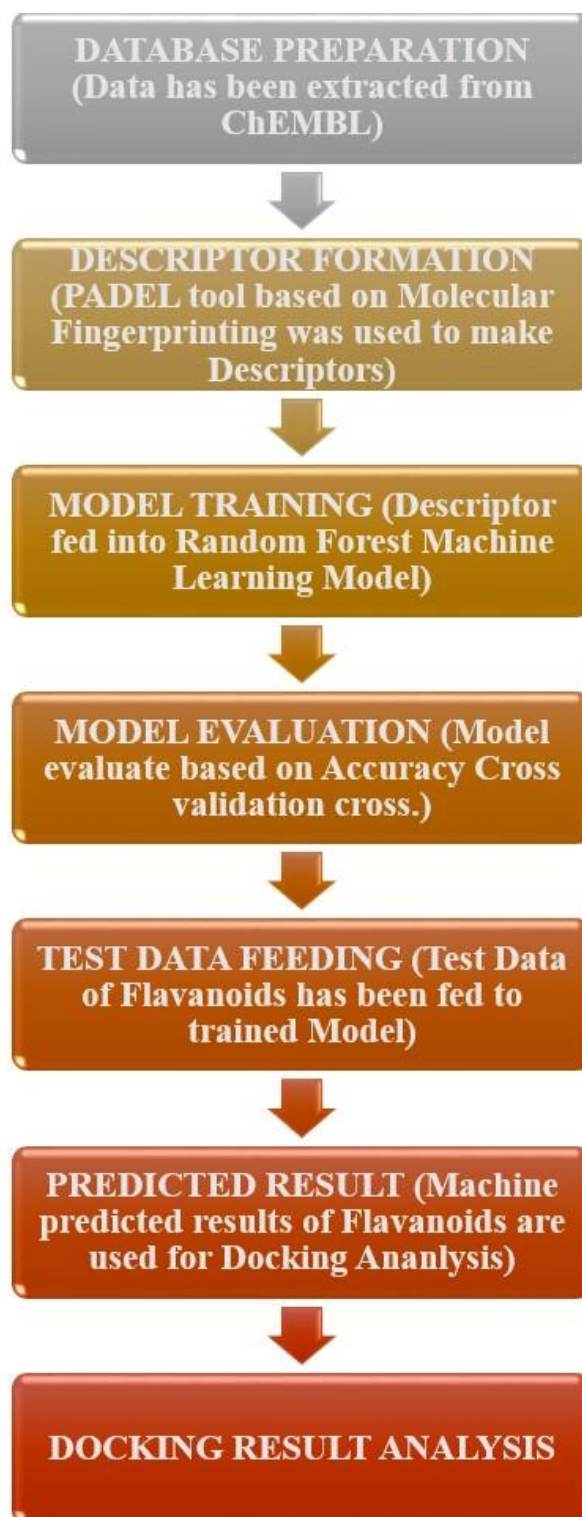 DATABASE PREPARATION
(Data has been extracted from
ChEMBL)
DESCRIPTOR FORMATION
(PADEL tool based on Molecular
Fingerprinting was used to make
Descriptors)
MODEL TRAINING (Descriptor
fed into Random Forest Machine
Learning Model)
MODEL EVALUATION (Model
evaluate based on Accuracy Cross
validation cross.)
TEST DATA FEEDING (Test Data
of Flavanoids has been fed to
trained Model)
PREDICTED RESULT (Machine
predicted results of Flavanoids are
used for Docking Ananlysis)
DOCKING RESULT ANALYSIS